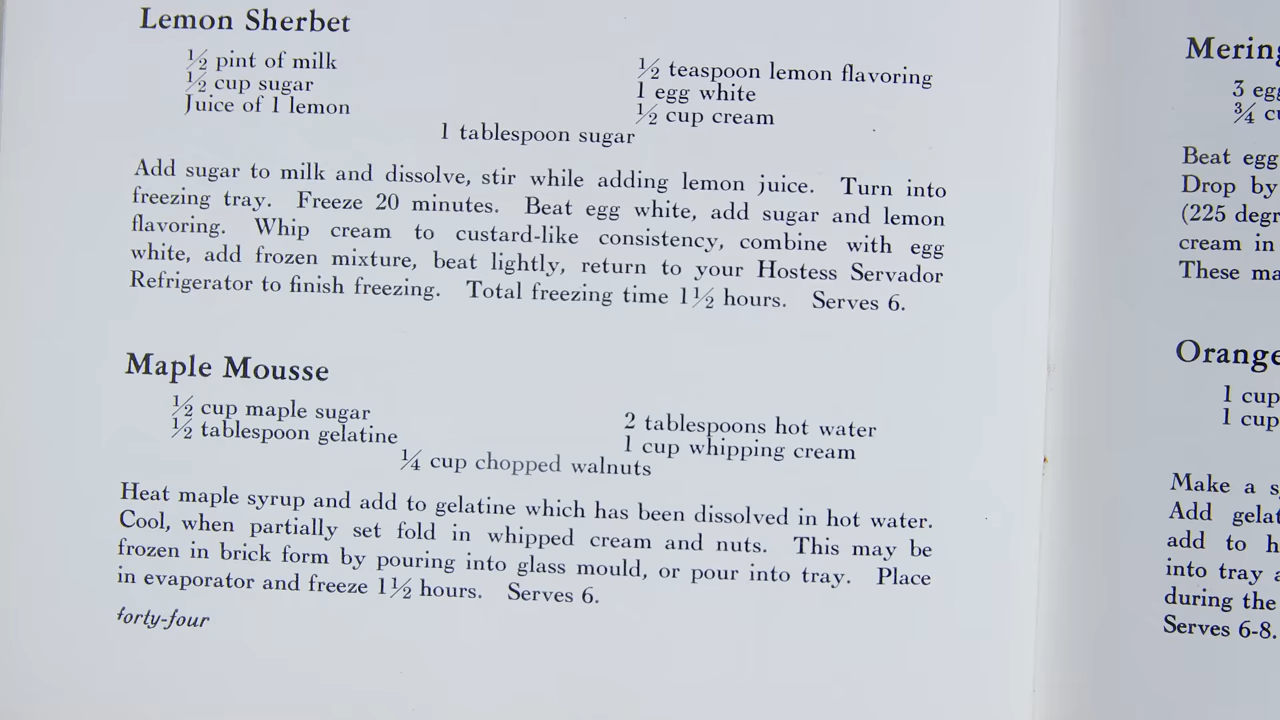 Lemon Sherbet
½ pint of milk
½ cup sugar
Juice of 1 lemon
½ teaspoon lemon flavoring
1 egg white
½ cup cream
1 tablespoon sugar
Add sugar to milk and dissolve, stir while adding lemon juice. Turn into
freezing tray. Freeze 20 minutes. Beat egg white, add sugar and lemon
flavoring. Whip cream to custard-like consistency, combine with egg
white, add frozen mixture, beat lightly, return to your Hostess Servador
Refrigerator to finish freezing. Total freezing time 1½ hours. Serves 6.
Maple Mousse
½ cup maple sugar
½ tablespoon gelatine
2 tablespoons hot water
1 cup whipping cream
¼ cup chopped walnuts
Heat maple syrup and add to gelatine which has been dissolved in hot water.
Cool, when partially set fold in whipped cream and nuts. This may be
frozen in brick form by pouring into glass mould, or pour into tray. Place
in evaporator and freeze 1½ hours. Serves 6.
forty-four
3
¾
Beat egg
Drop by
(225
cream in
These
Orange
1 cup
1 cup
Make a
Add
add to
into tray
during the
Serves 6-8.